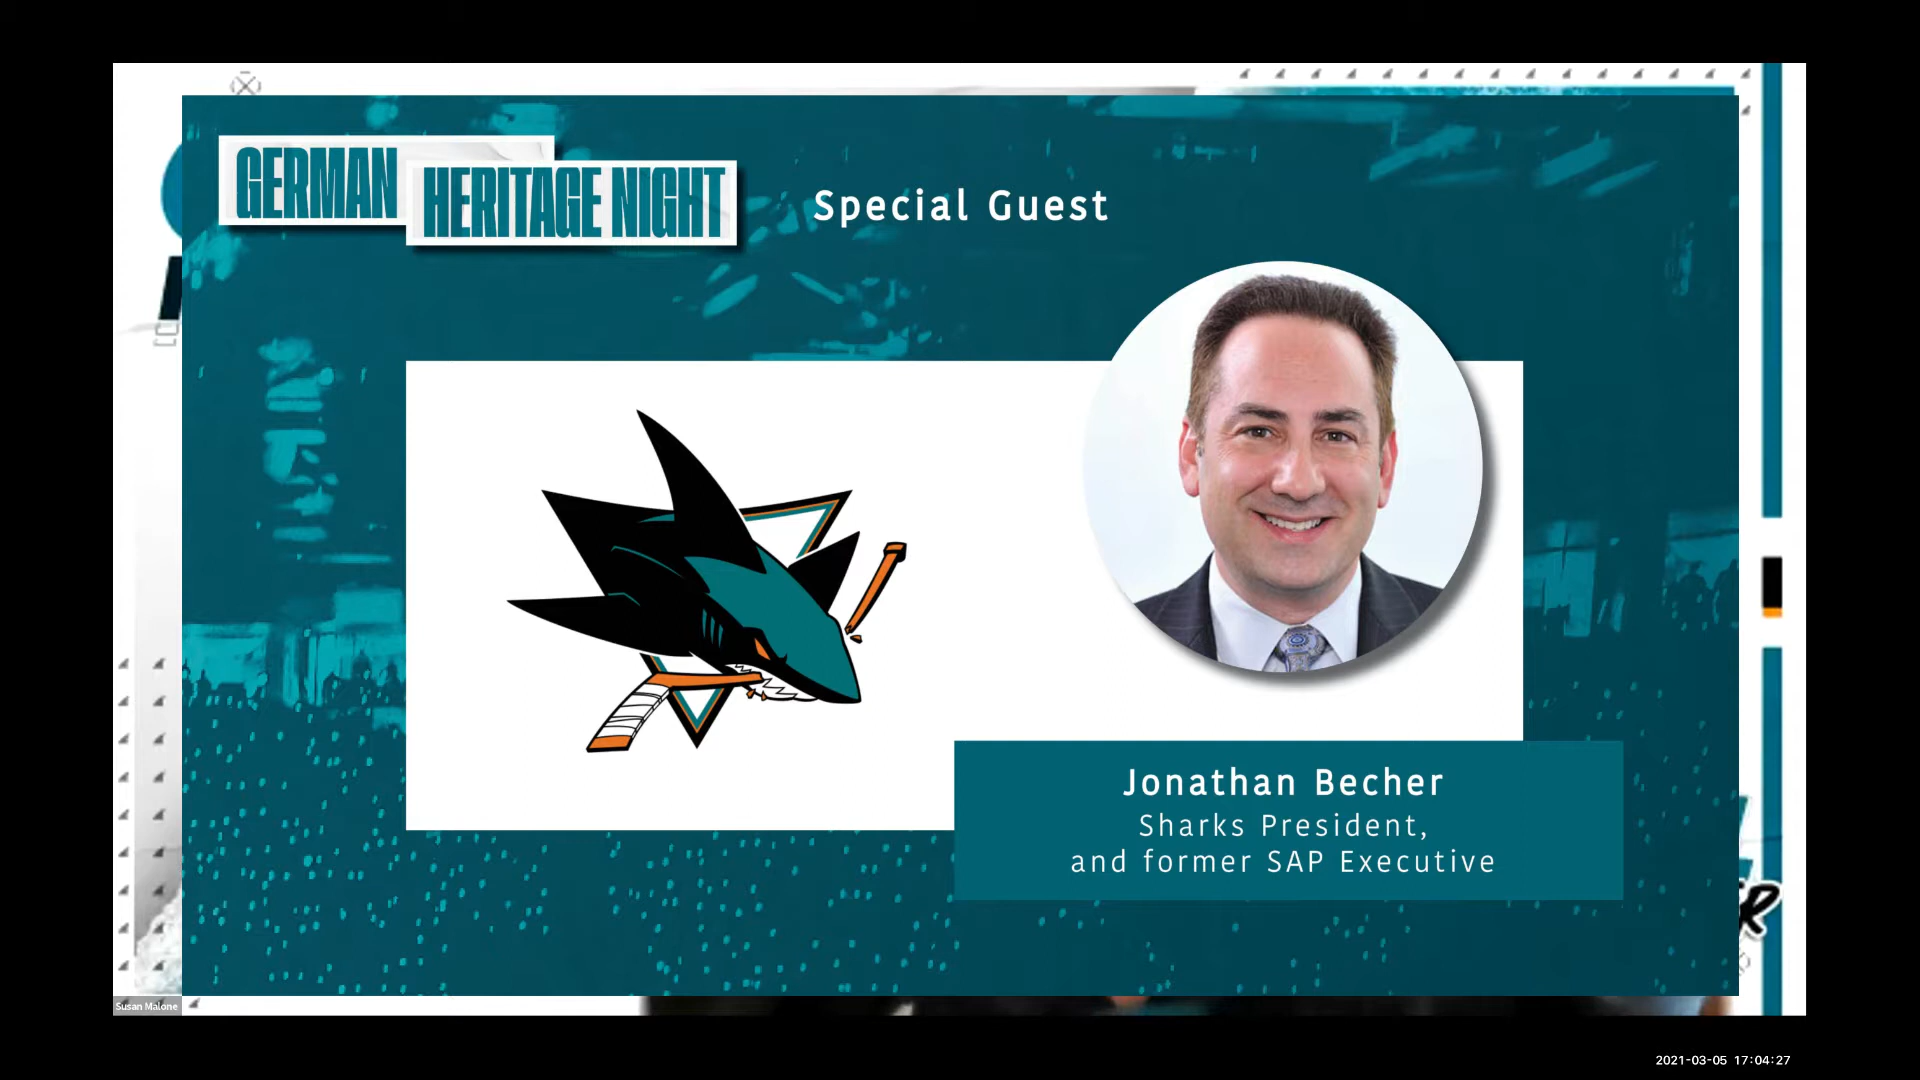 GERMAN
HERITAGE NIGHT
Special Guest
Jonathan Becher
Sharks President,
and former SAP Executive
Susan Malone
2021-03-05 17:04:27